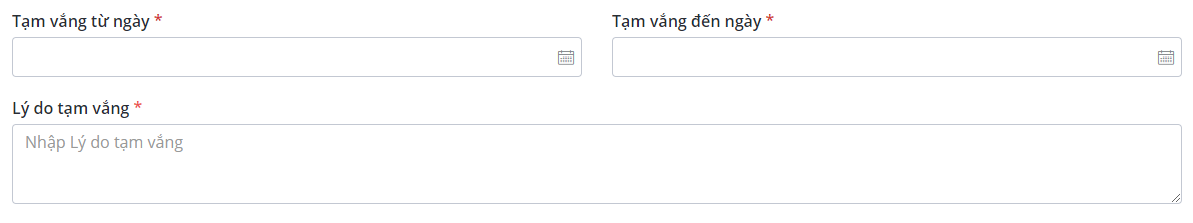 Tạm vắng từ ngày *
Tạm vắng đến ngày *
Lý do tạm vắng *
Nhập Lý do tạm vắng